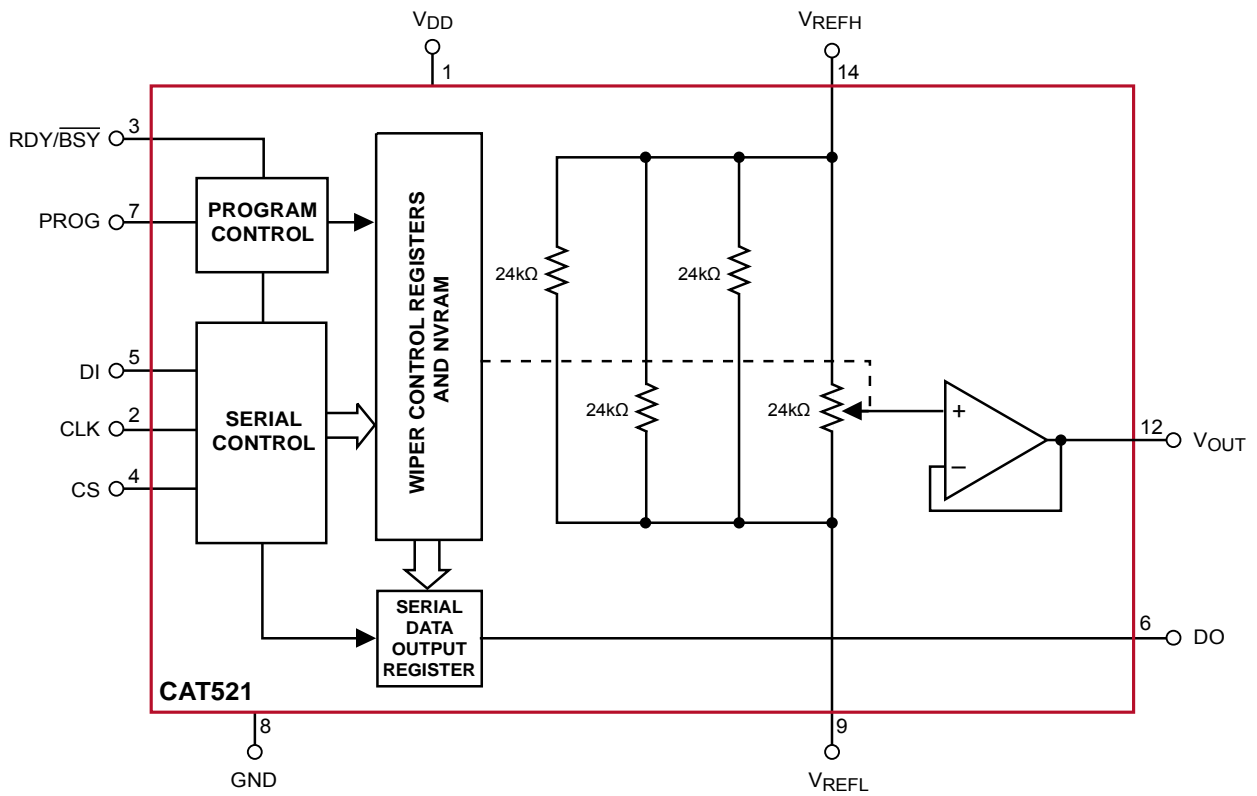 VDD
VREFH
1
14
RDY/BSY
3
PROG
7
PROGRAM
CONTROL
WIPER CONTROL REGISTERS
AND NVRAM
24kΩ
24kΩ
DI
5
CLK
2
CS
4
SERIAL
CONTROL
24kΩ
24kΩ
+
–
12
VOUT
SERIAL
DATA
OUTPUT
REGISTER
6
DO
CAT521
8
9
GND
VREFL